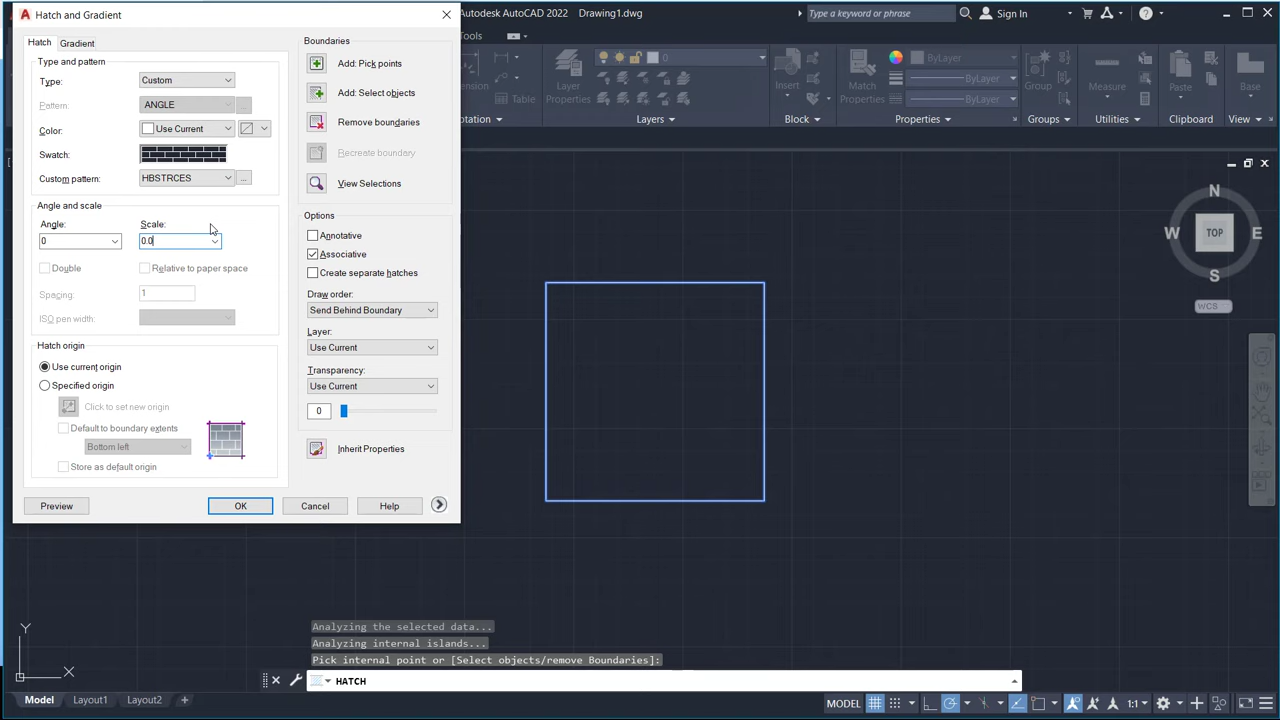 Hatch and Gradient
Autodesk AutoCAD 2022 Drawing1.dwg
Type a keyword or phrase
Sign In
Hatch Gradient
Type and pattern
Type: Custom
Pattern: ANGLE ...
Color: Use Current
Swatch:
Custom pattern: HBSTRCES ...
Angle and scale
Angle: Scale:
0 0.0
Double Relative to paper space
Spacing: 1
ISO pen width:
Hatch origin
Use current origin
Specified origin
Click to set new origin
Default to boundary extents
Bottom left
Store as default origin
Preview OK Cancel Help
Boundaries
Add: Pick points
Add: Select objects
Remove boundaries
Recreate boundary
View Selections
Options
Annotative
Associative
Create separate hatches
Draw order:
Send Behind Boundary
Layer:
Use Current
Transparency:
Use Current
0
Inherit Properties
Tools
Table
Layer
Properties
0
Layers
Insert
Block
Match
Properties
ByLayer
ByLayer
ByLayer
Properties
Group
Groups
Measure
Utilities
Paste
Clipboard
Base
View
N
W TOP E
S
WCS
Y
X
Analyzing the selected data...
Analyzing internal islands...
Pick internal point or [Select objects/remove Boundaries]:
HATCH
Model Layout1 Layout2 +
MODEL 1:1